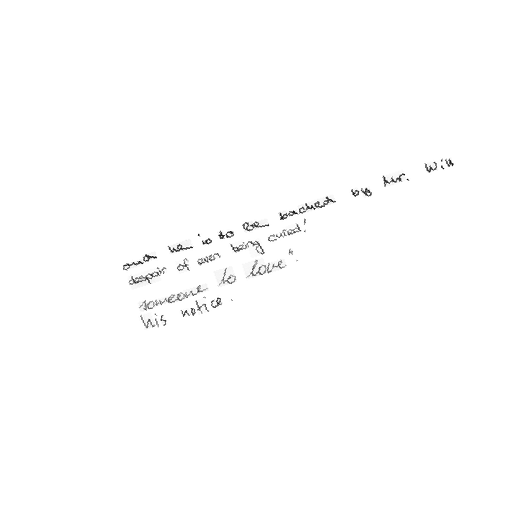 and he is to be backed by Mr. Will
despair of ever being cured!
someone to love.
his notice.